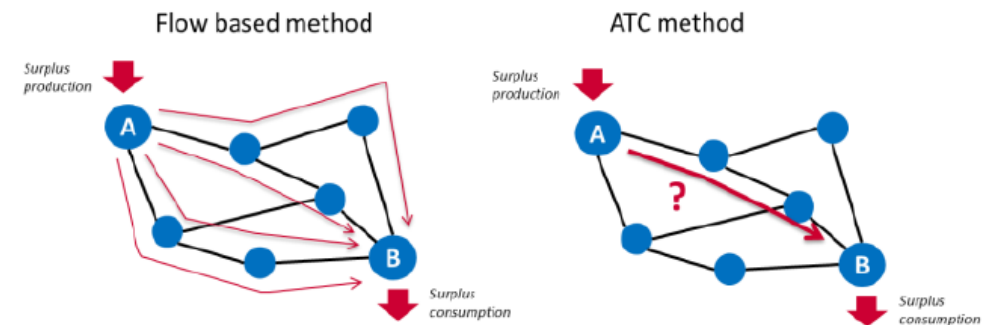 Flow based method
ATC method
Surplus
production
A
B
Surplus
consumption
Surplus
production
A
?
B
Surplus
consumption